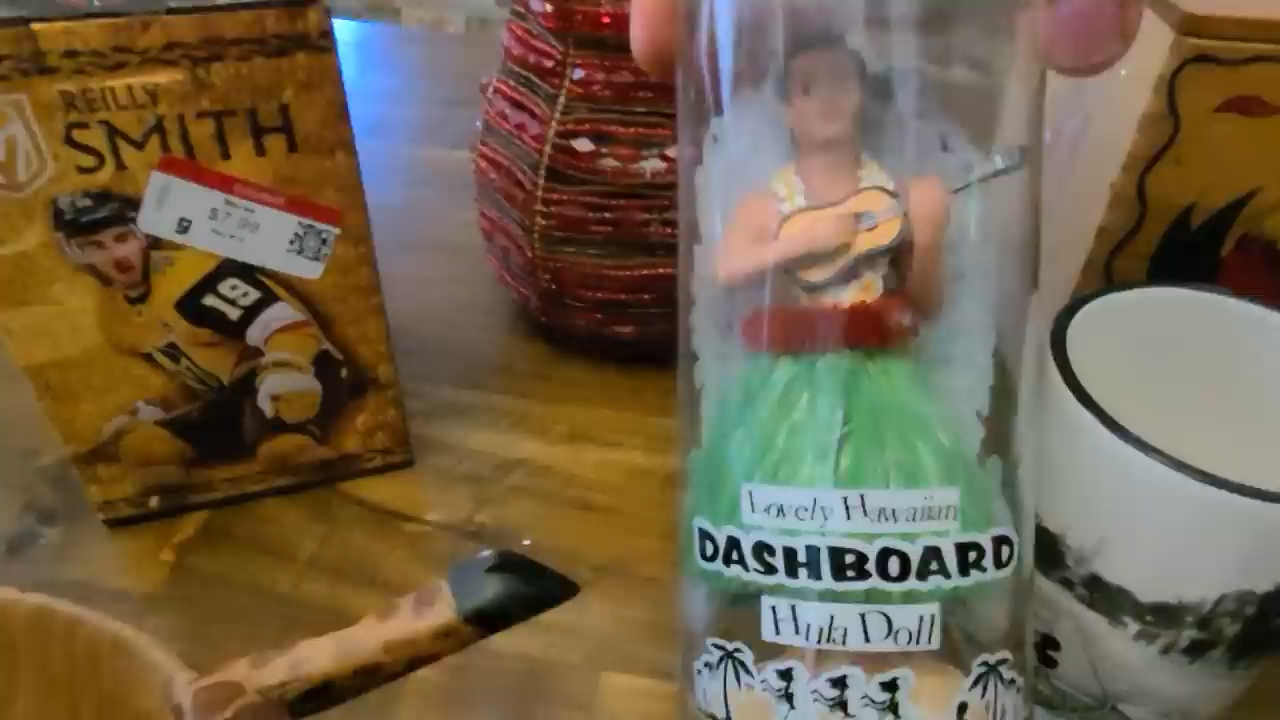 REILLY
SMITH
$7.99
19
Lovely Hawaiian
DASHBOARD
Hula Doll